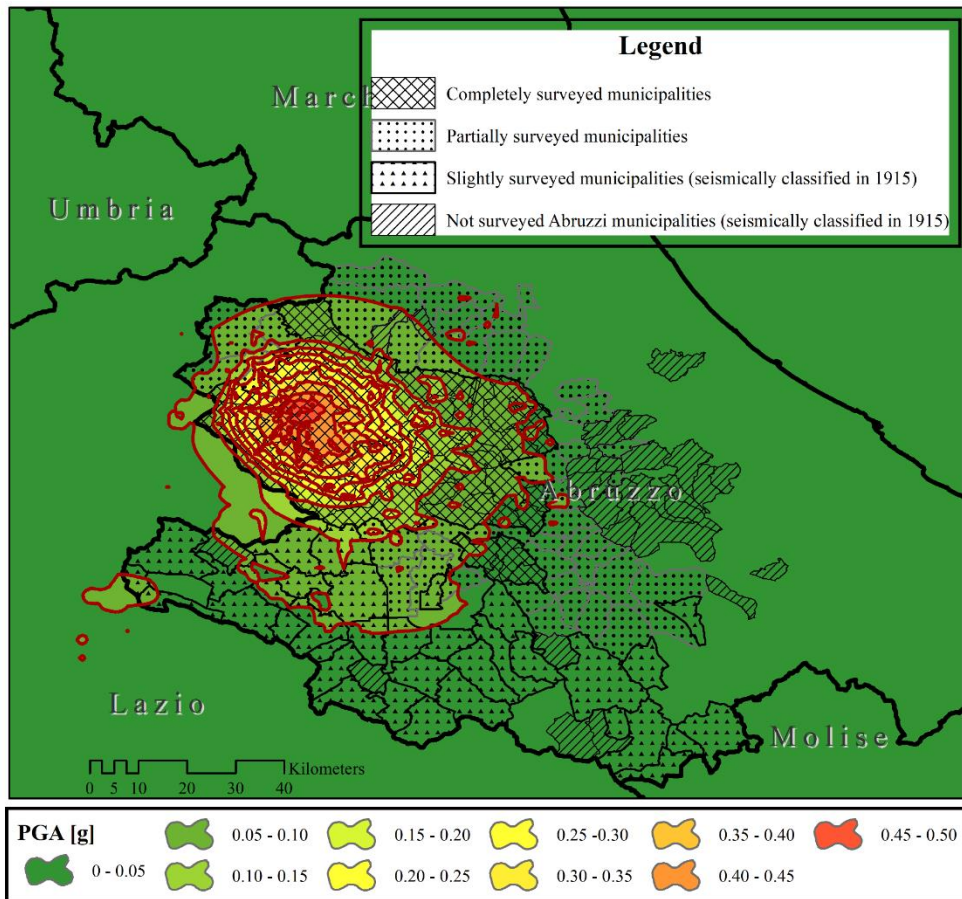 Legend
Completely surveyed municipalities
Partially surveyed municipalities
Slightly surveyed municipalities (seismically classified in 1915)
Not surveyed Abruzzi municipalities (seismically classified in 1915)
March
Umbria
Abruzzo
Lazio
Molise
Kilometers
0 5 10 20 30 40
PGA [g]
0 - 0.05
0.05 - 0.10
0.10 - 0.15
0.15 - 0.20
0.20 - 0.25
0.25 - 0.30
0.30 - 0.35
0.35 - 0.40
0.40 - 0.45
0.45 - 0.50